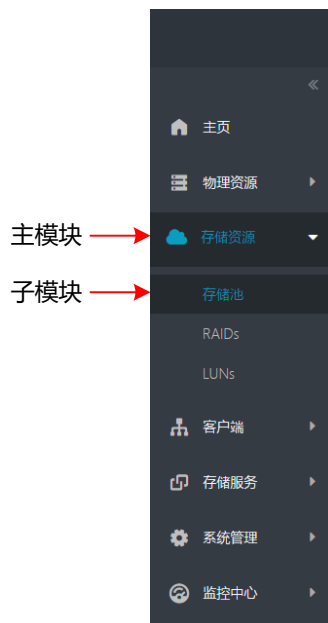 主页
物理资源
主模块
存储资源
子模块
存储池
RAIDs
LUNs
客户端
存储服务
系统管理
监控中心